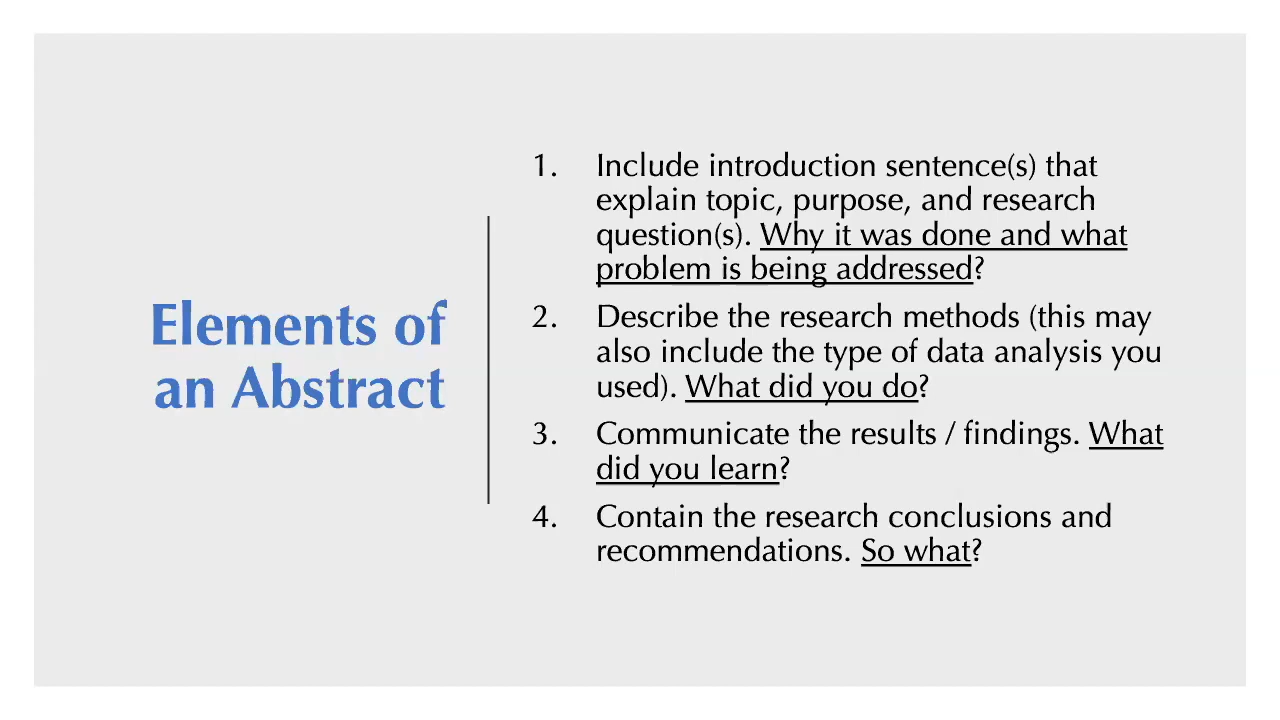 Elements of
an Abstract
1. Include introduction sentence(s) that
explain topic, purpose, and research
question(s). Why it was done and what
problem is being addressed?
2. Describe the research methods (this may
also include the type of data analysis you
used). What did you do?
3. Communicate the results / findings. What
did you learn?
4. Contain the research conclusions and
recommendations. So what?